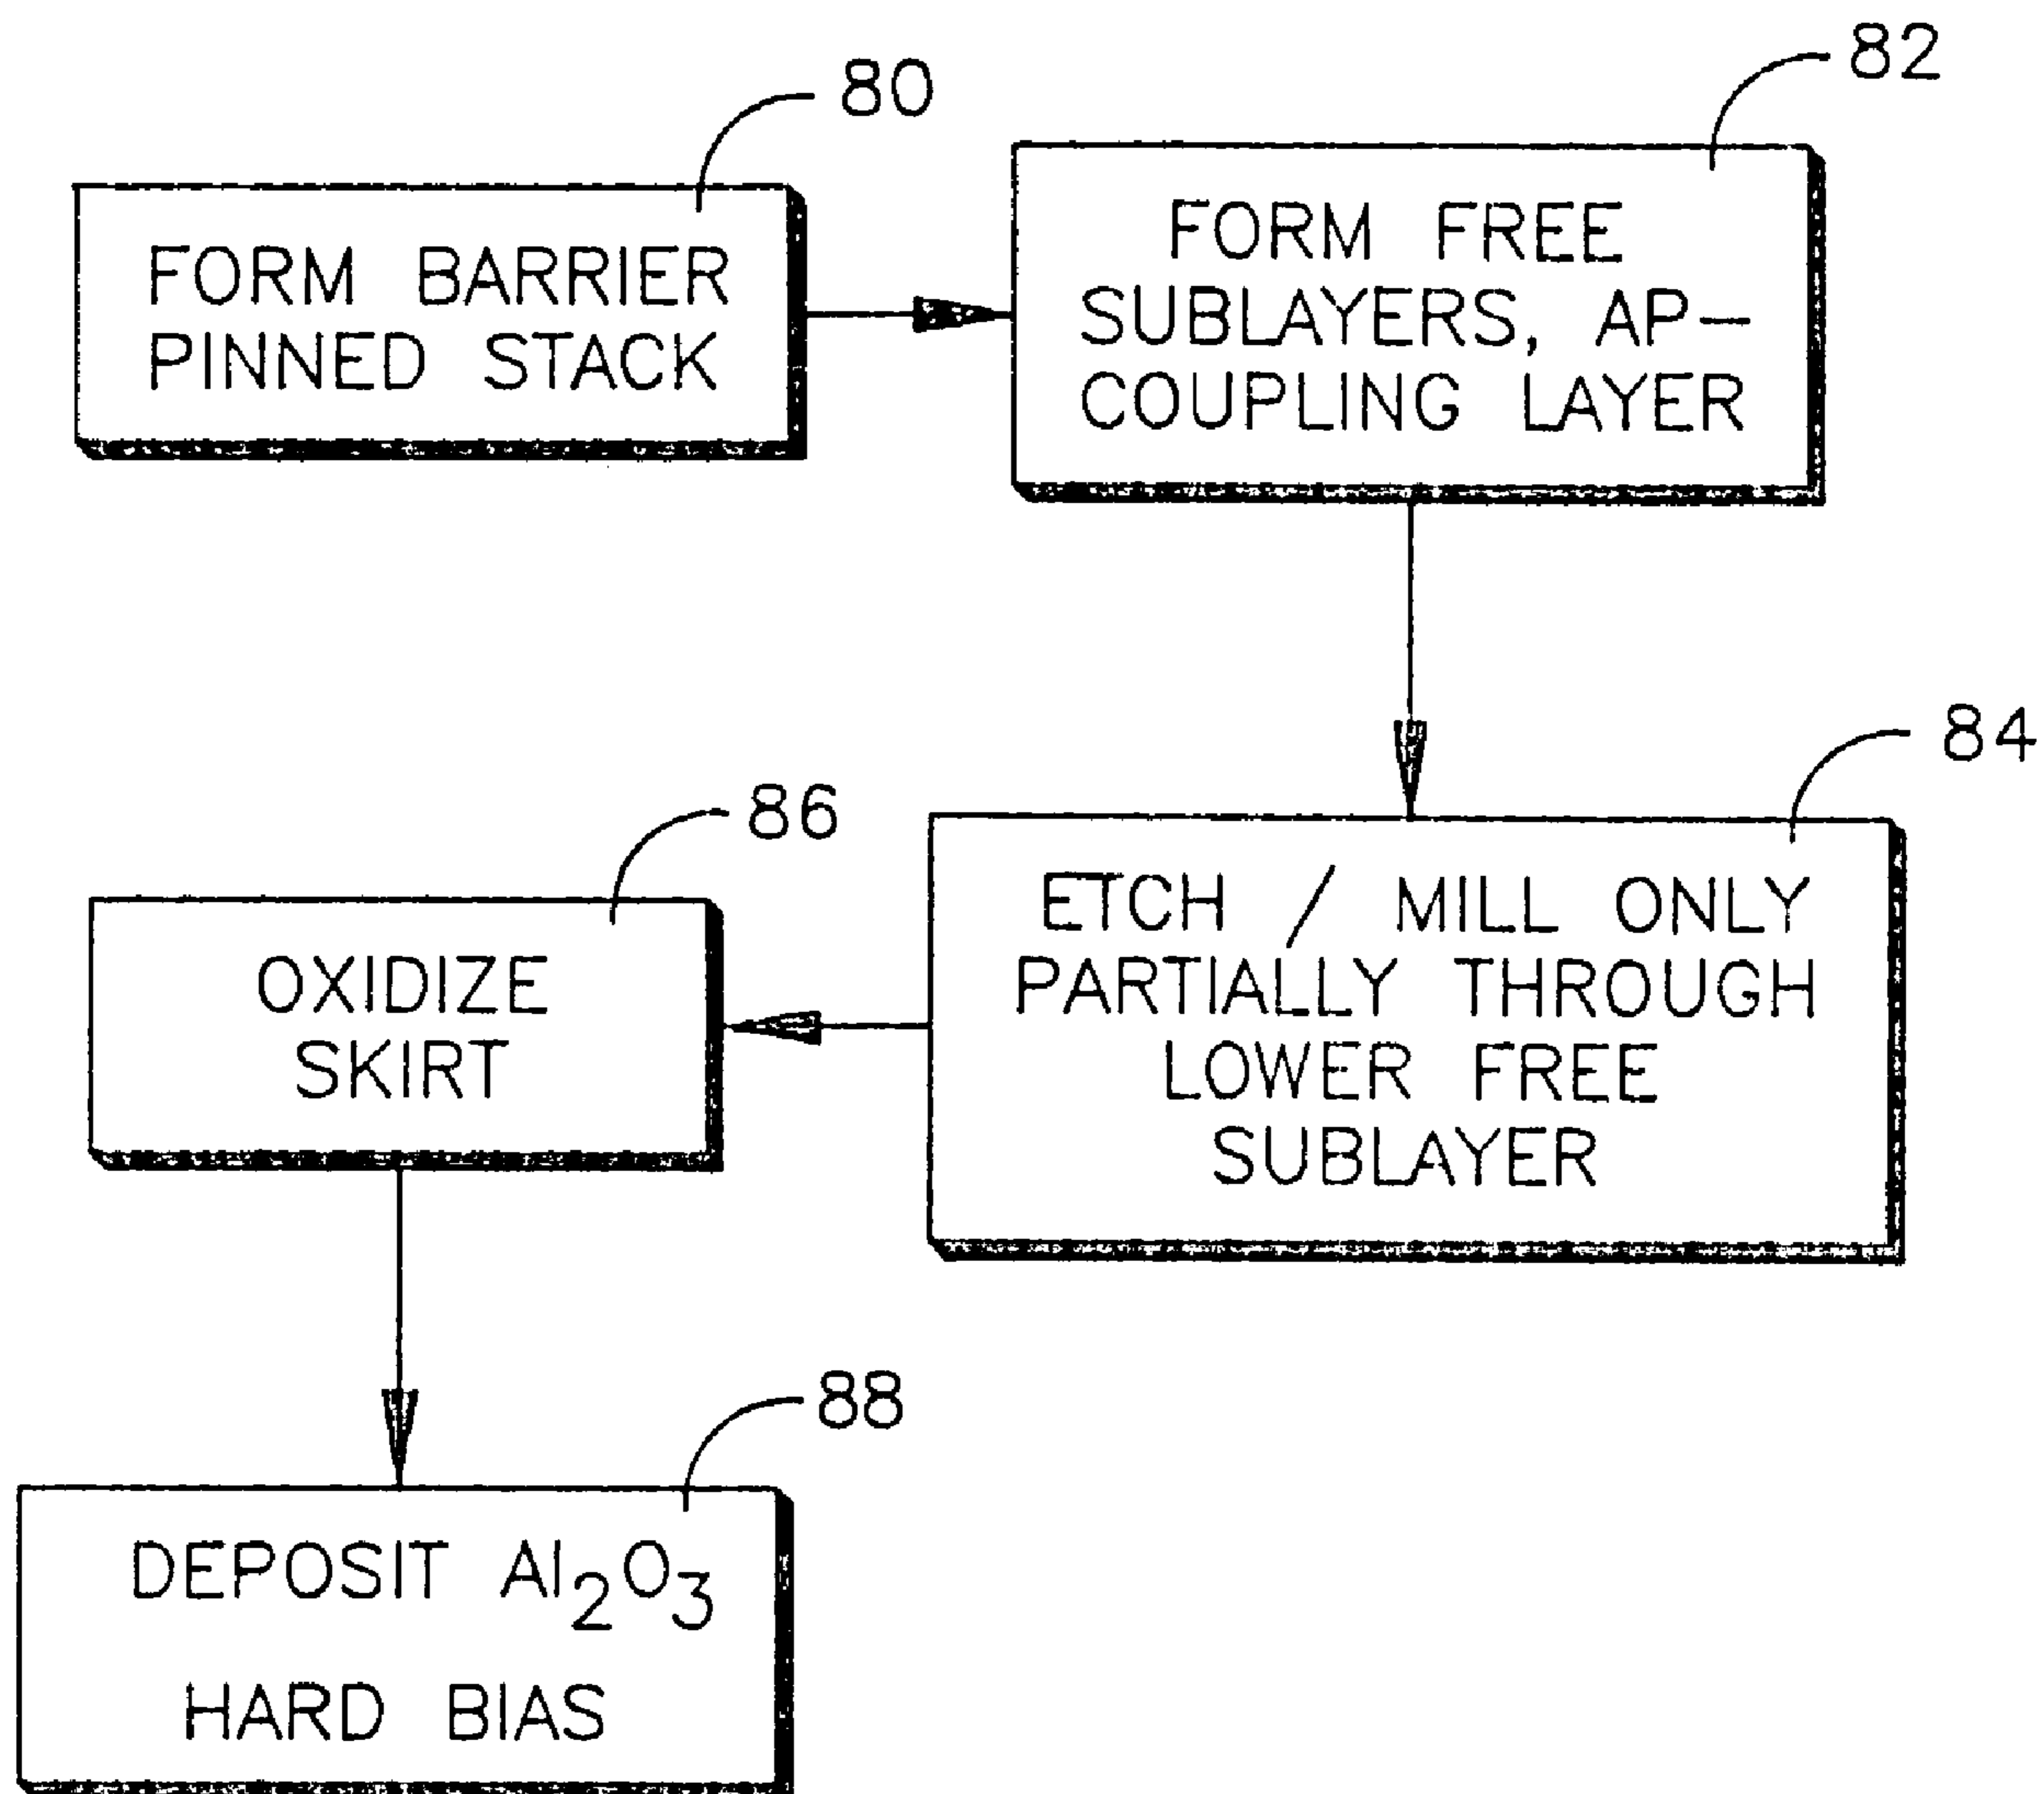 80
FORM BARRIER
PINNED STACK
82
FORM FREE
SUBLAYERS, AP–
COUPLING LAYER
84
ETCH / MILL ONLY
PARTIALLY THROUGH
LOWER FREE
SUBLAYER
86
OXIDIZE
SKIRT
88
DEPOSIT Al₂O₃
HARD BIAS